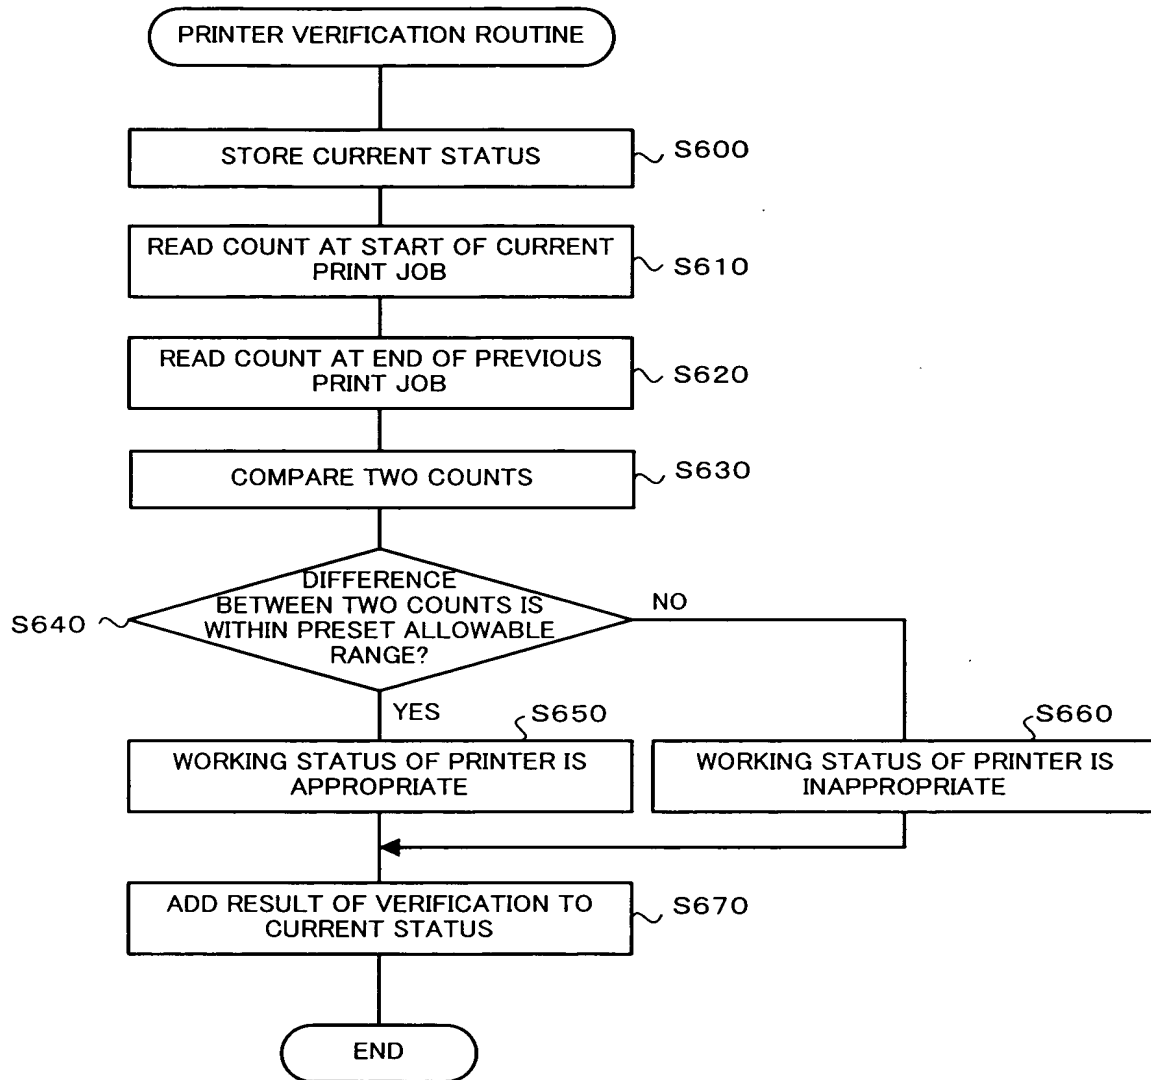 PRINTER VERIFICATION ROUTINE
STORE CURRENT STATUS
S600
READ COUNT AT START OF CURRENT
PRINT JOB
S610
READ COUNT AT END OF PREVIOUS
PRINT JOB
S620
COMPARE TWO COUNTS
S630
DIFFERENCE
BETWEEN TWO COUNTS IS
WITHIN PRESET ALLOWABLE
RANGE?
S640
NO
YES
S650
WORKING STATUS OF PRINTER IS
APPROPRIATE
S660
WORKING STATUS OF PRINTER IS
INAPPROPRIATE
ADD RESULT OF VERIFICATION TO
CURRENT STATUS
S670
END